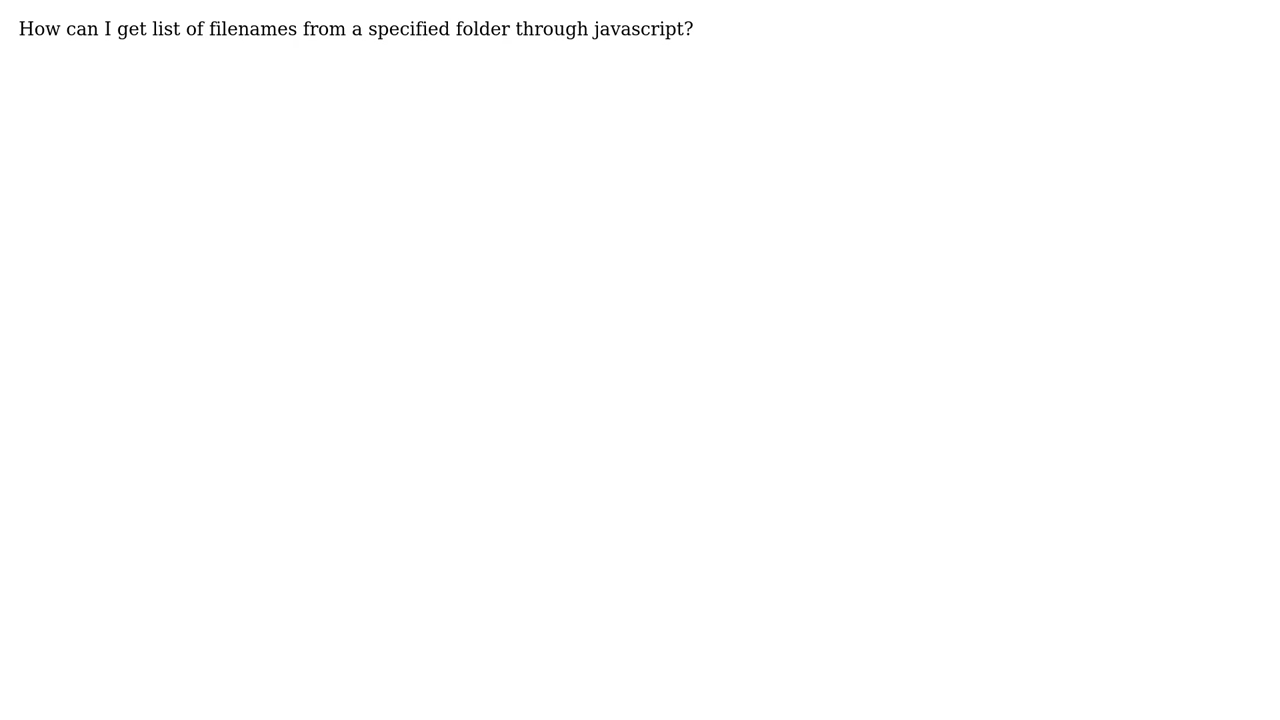 How can I get list of filenames from a specified folder through javascript?